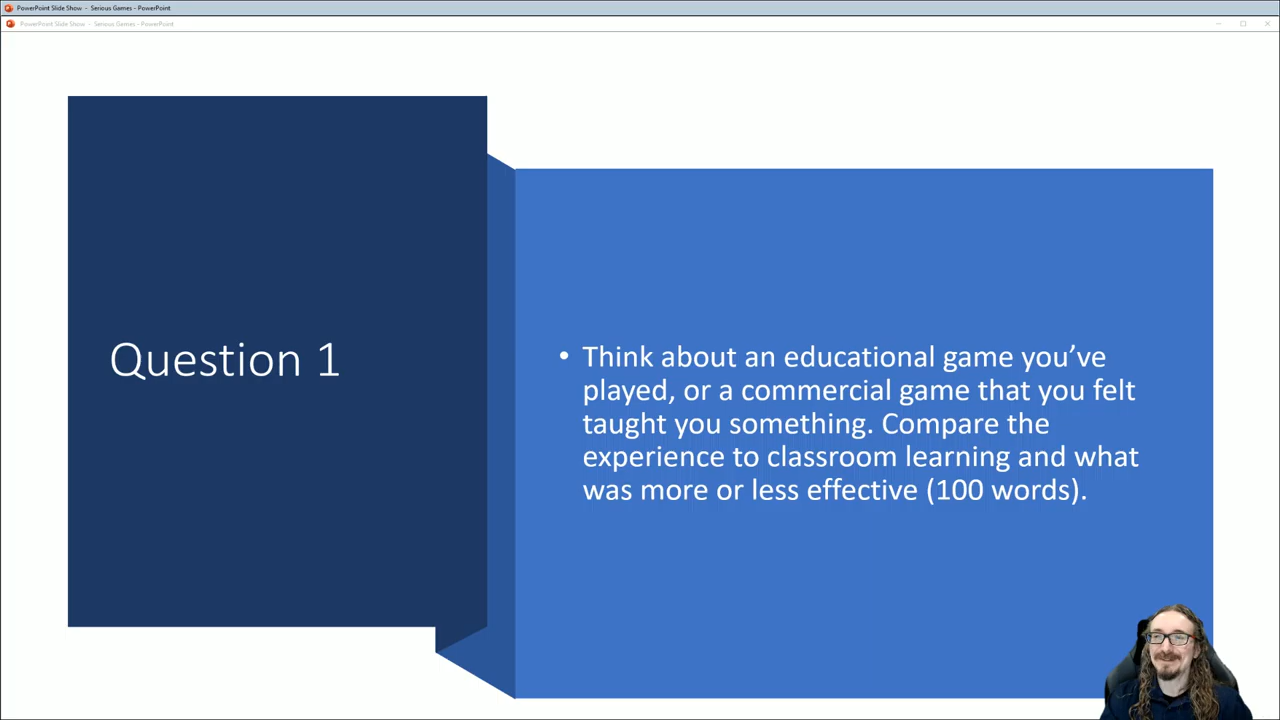 PowerPoint Slide Show - Serious Games - PowerPoint
PowerPoint Slide Show - Serious Games - PowerPoint
Question 1
• Think about an educational game you’ve
played, or a commercial game that you felt
taught you something. Compare the
experience to classroom learning and what
was more or less effective (100 words).